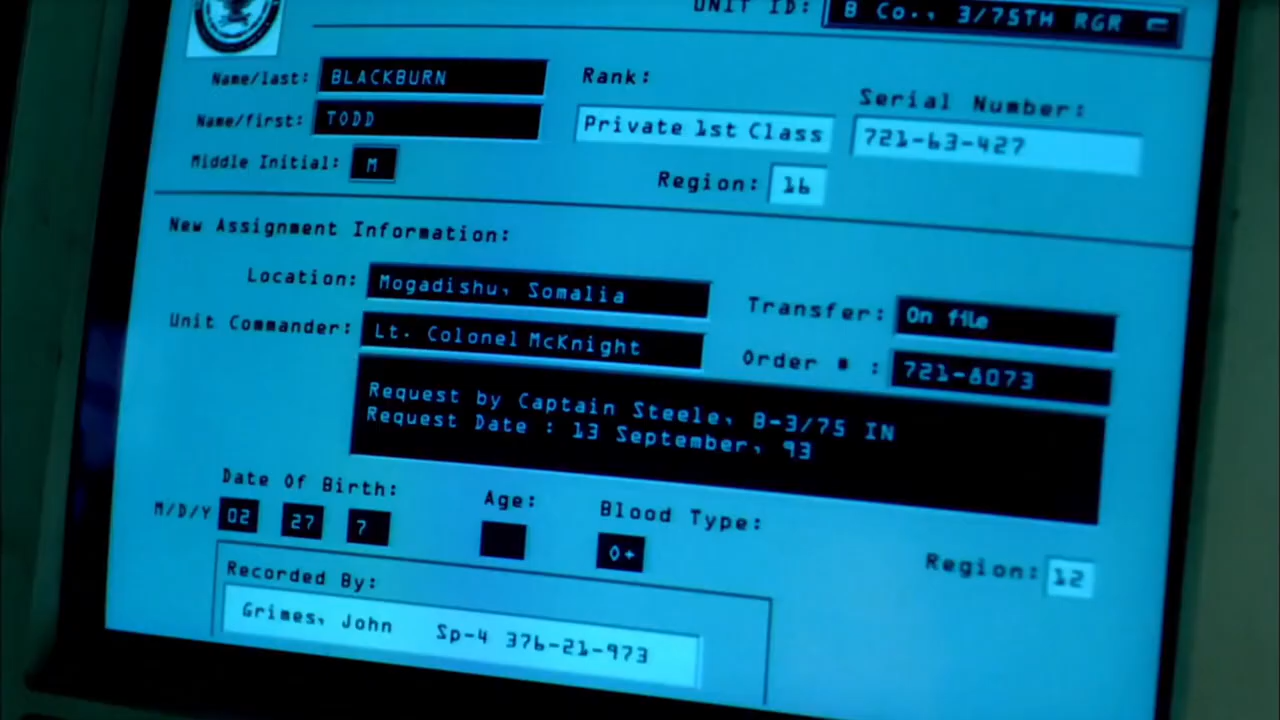 UNIT ID: B Co., 3/75TH RGR
Name/last: BLACKBURN
Rank:
Serial Number:
Name/first: TODD
Private 1st Class
721-63-427
Middle Initial: M
Region: 16
New Assignment Information:
Location: Mogadishu, Somalia
Transfer: On file
Unit Commander: Lt. Colonel McKnight
Order # : 721-8073
Request by Captain Steele, B-3/75 IN
Request Date : 13 September, 93
Date Of Birth:
Age:
Blood Type:
M/D/Y 02 27 7
O+
Region: 12
Recorded By:
Grimes, John Sp-4 376-21-973